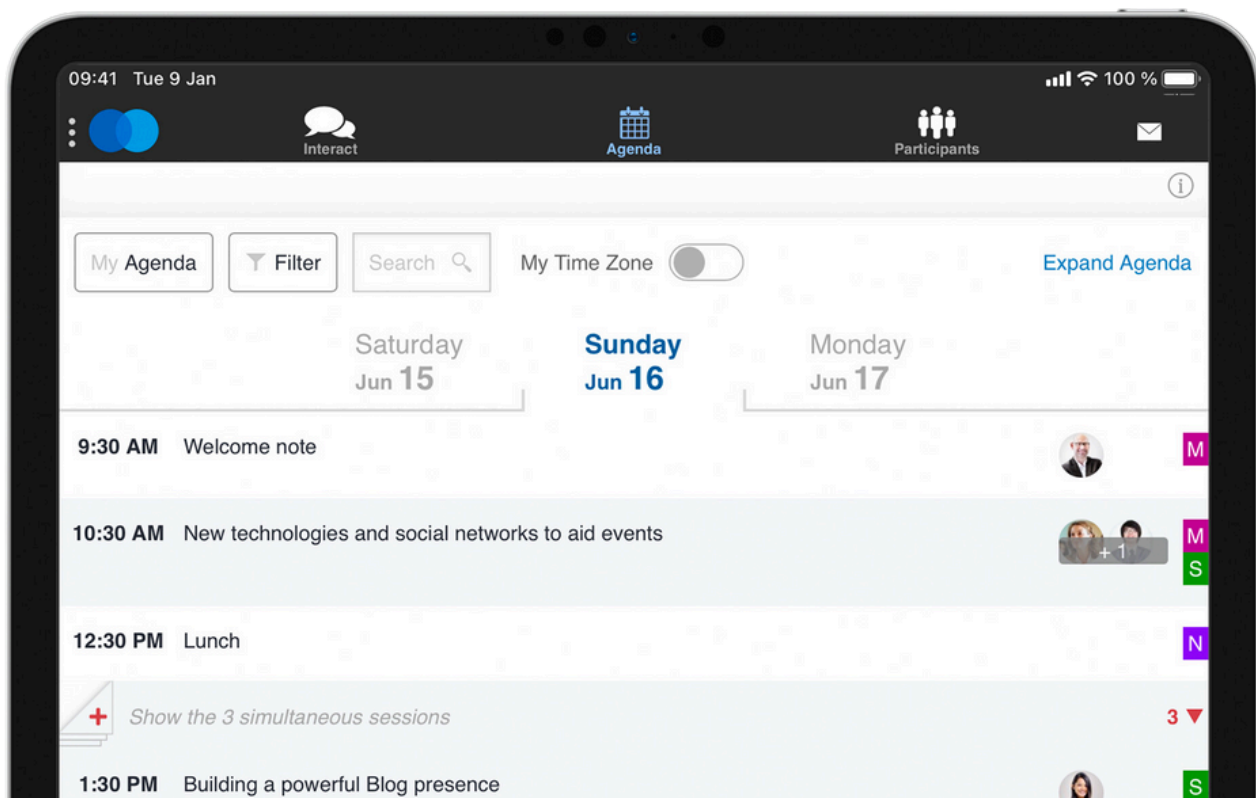 09:41 Tue 9 Jan 100 %
Interact
Agenda
Participants
My Agenda
Filter
Search
My Time Zone
Expand Agenda
Saturday
Jun 15
Sunday
Jun 16
Monday
Jun 17
9:30 AM Welcome note M
10:30 AM New technologies and social networks to aid events + 1 M
S
12:30 PM Lunch N
+ Show the 3 simultaneous sessions 3
1:30 PM Building a powerful Blog presence S